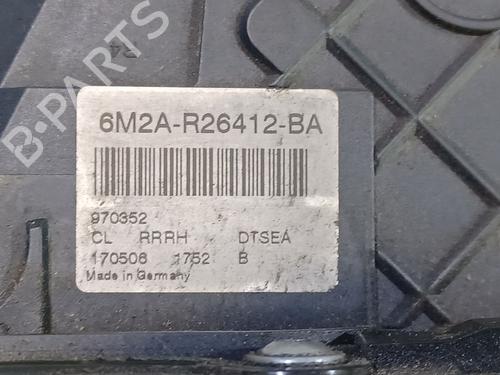 B-PARTS
6M2A-R26412-BA
970352
CL RRRH DTSEA
170506 1752 B
Made in Germany